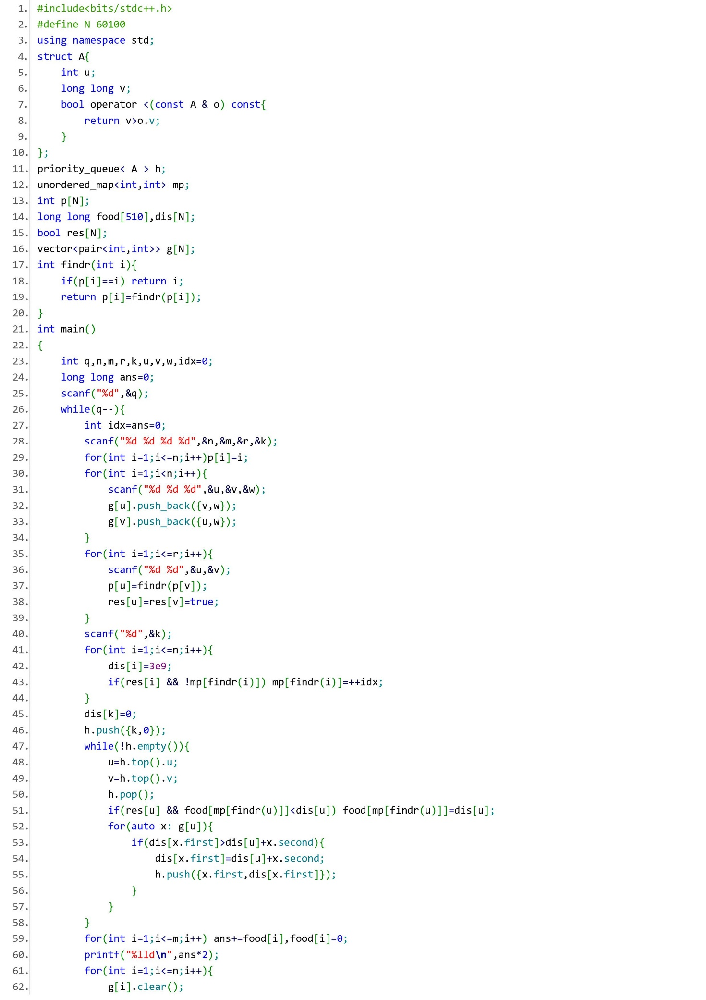 1. #include<bits/stdc++.h>
2. #define N 60100
3. using namespace std;
4. struct A{
5.     int u;
6.     long long v;
7.     bool operator <(const A & o) const{
8.         return v>o.v;
9.     }
10. };
11. priority_queue< A > h;
12. unordered_map<int,int> mp;
13. int p[N];
14. long long food[510],dis[N];
15. bool res[N];
16. vector<pair<int,int>> g[N];
17. int findr(int i){
18.     if(p[i]==i) return i;
19.     return p[i]=findr(p[i]);
20. }
21. int main()
22. {
23.     int q,n,m,r,k,u,v,w,idx=0;
24.     long long ans=0;
25.     scanf("%d",&q);
26.     while(q--){
27.         int idx=ans=0;
28.         scanf("%d %d %d %d",&n,&m,&r,&k);
29.         for(int i=1;i<=n;i++)p[i]=i;
30.         for(int i=1;i<n;i++){
31.             scanf("%d %d %d",&u,&v,&w);
32.             g[u].push_back({v,w});
33.             g[v].push_back({u,w});
34.         }
35.         for(int i=1;i<=r;i++){
36.             scanf("%d %d",&u,&v);
37.             p[u]=findr(p[v]);
38.             res[u]=res[v]=true;
39.         }
40.         scanf("%d",&k);
41.         for(int i=1;i<=n;i++){
42.             dis[i]=3e9;
43.             if(res[i] && !mp[findr(i)]) mp[findr(i)]=++idx;
44.         }
45.         dis[k]=0;
46.         h.push({k,0});
47.         while(!h.empty()){
48.             u=h.top().u;
49.             v=h.top().v;
50.             h.pop();
51.             if(res[u] && food[mp[findr(u)]]<dis[u]) food[mp[findr(u)]]=dis[u];
52.             for(auto x: g[u]){
53.                 if(dis[x.first]>dis[u]+x.second){
54.                     dis[x.first]=dis[u]+x.second;
55.                     h.push({x.first,dis[x.first]});
56.                 }
57.             }
58.         }
59.         for(int i=1;i<=m;i++) ans+=food[i],food[i]=0;
60.         printf("%lld\n",ans*2);
61.         for(int i=1;i<=n;i++){
62.             g[i].clear();